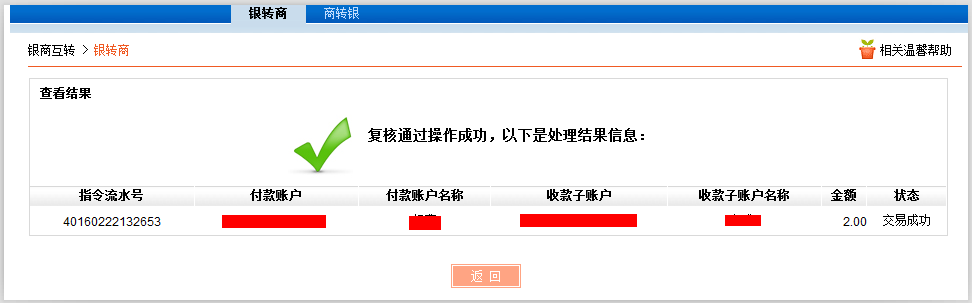 银转商 商转银
银商互转 > 银转商 相关温馨帮助
查看结果
复核通过操作成功，以下是处理结果信息：
指令流水号 付款账户 付款账户名称 收款子账户 收款子账户名称 金额 状态
40160222132653 2.00 交易成功
返 回